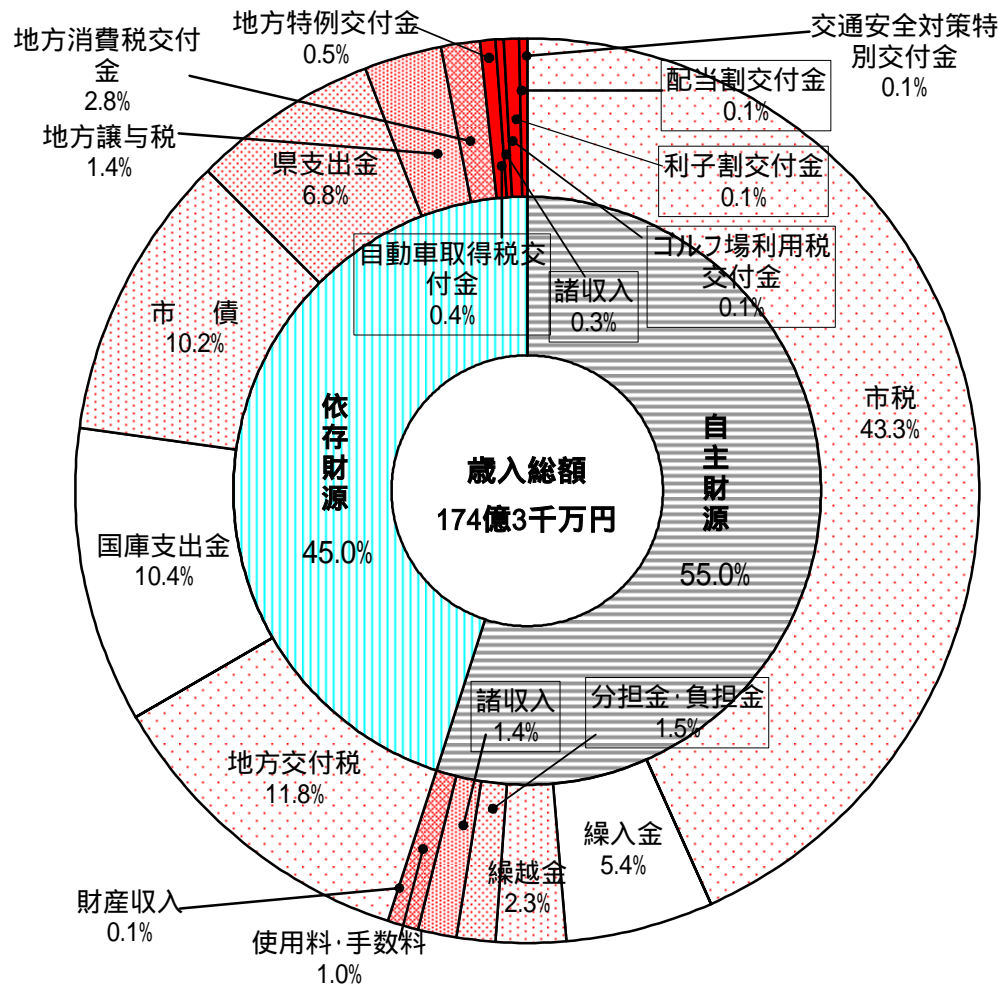 地方特例交付金
0.5%
交通安全対策特
別交付金
0.1%
地方消費税交付
金
2.8%
配当割交付金
0.1%
地方譲与税
1.4%
県支出金
6.8%
利子割交付金
0.1%
自動車取得税交
付金
0.4%
諸収入
0.3%
ゴルフ場利用税
交付金
0.1%
市 債
10.2%
市税
43.3%
依存財源
45.0%
歳入総額
174億3千万円
自主財源
55.0%
国庫支出金
10.4%
諸収入
1.4%
分担金・負担金
1.5%
地方交付税
11.8%
繰入金
5.4%
繰越金
2.3%
財産収入
0.1%
使用料・手数料
1.0%